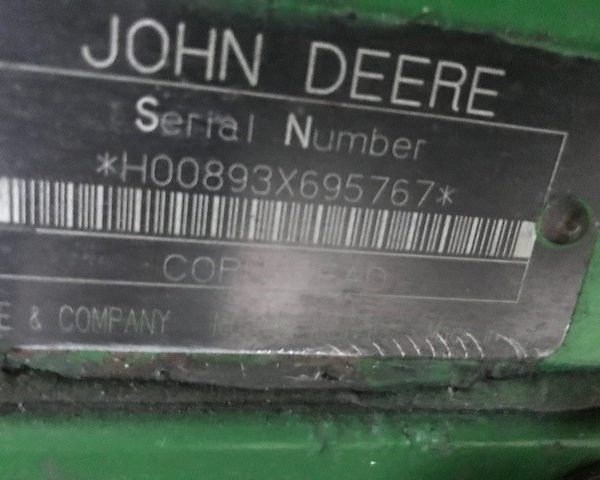 JOHN DEERE
Serial Number
*H00893X695767*
E & COMPANY